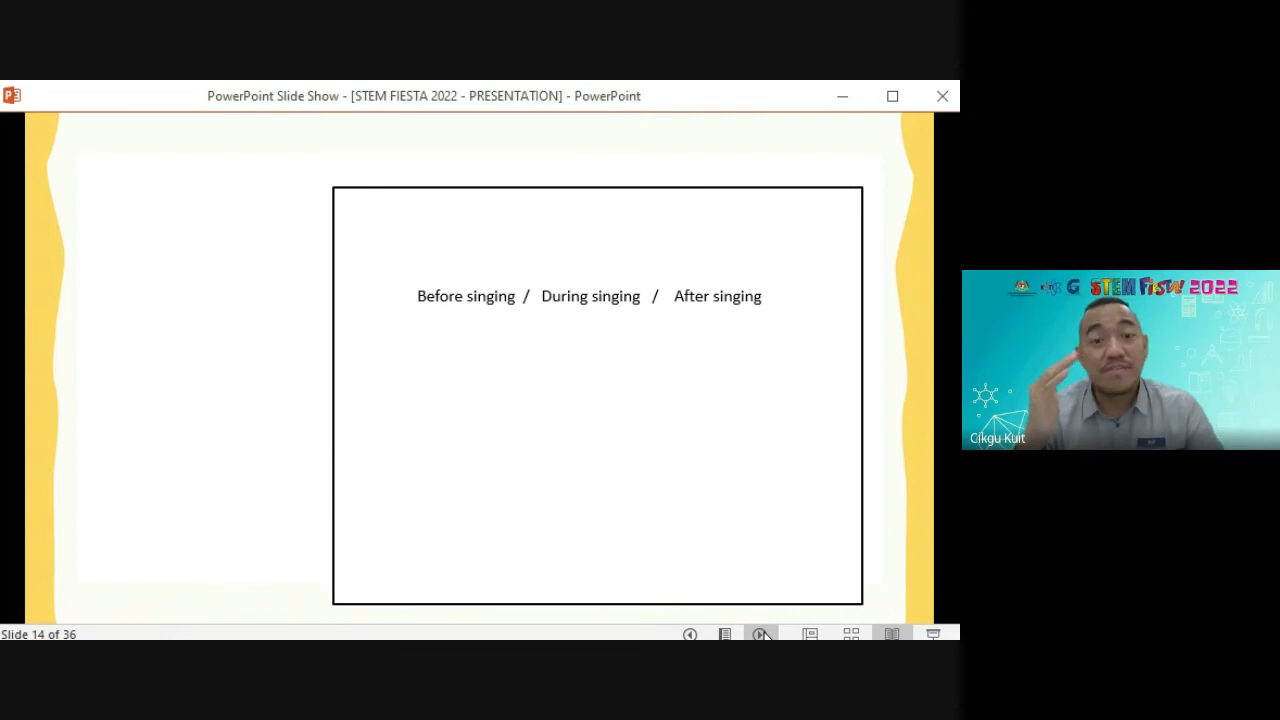 PowerPoint Slide Show - [STEM FIESTA 2022 - PRESENTATION] - PowerPoint
Before singing / During singing / After singing
STEM FIESTA! 2022
Cikgu Kuit
Slide 14 of 36